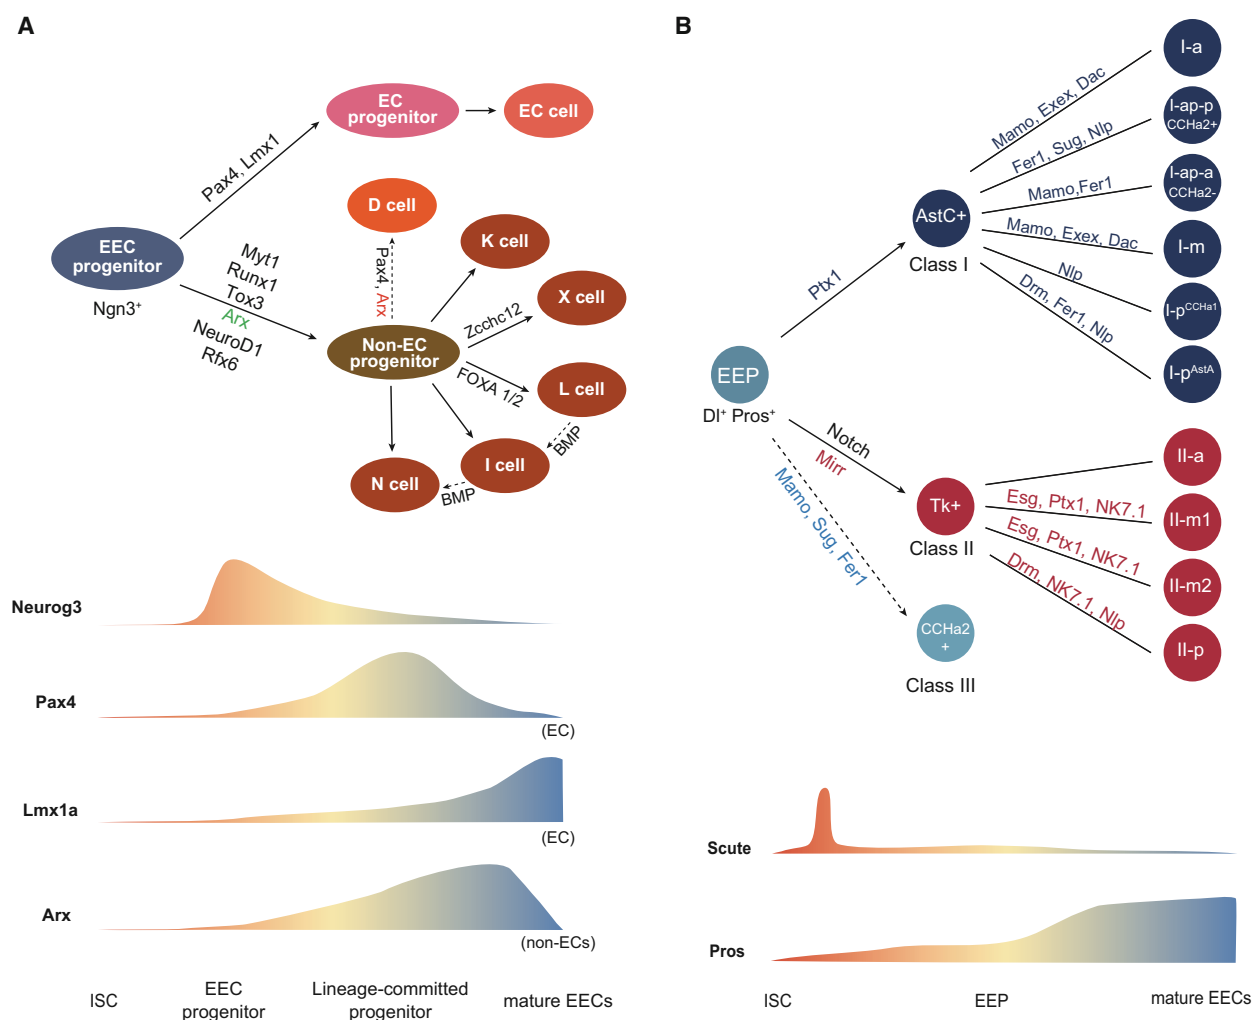 A
EC
progenitor
EC cell
Pax4, Lmx1
D cell
EEC
progenitor
Ngn3⁺
Myt1
Runx1
Tox3
Arx
NeuroD1
Rfx6
Pax4, Arx
K cell
Zcchc12
X cell
Non-EC
progenitor
FOXA 1/2
L cell
BMP
I cell
BMP
N cell
Neurog3
Pax4
(EC)
Lmx1a
(EC)
Arx
(non-ECs)
ISC
EEC
progenitor
Lineage-committed
progenitor
mature EECs
B
I-a
Mamo, Exex, Dac
I-ap-p
CCHa2+
Fer1, Sug, Nlp
I-ap-a
CCHa2-
Mamo,Fer1
AstC+
Class I
Mamo, Exex, Dac
I-m
Nlp
I-pCCHa1
Drm, Fer1, Nlp
I-pAstA
Ptx1
EEP
Dl⁺ Pros⁺
Notch
Mirr
Mamo, Sug, Fer1
Tk+
Class II
II-a
Esg, Ptx1, NK7.1
II-m1
Esg, Ptx1, NK7.1
II-m2
Drm, NK7.1, Nlp
II-p
CCHa2
+
Class III
Scute
Pros
ISC
EEP
mature EECs